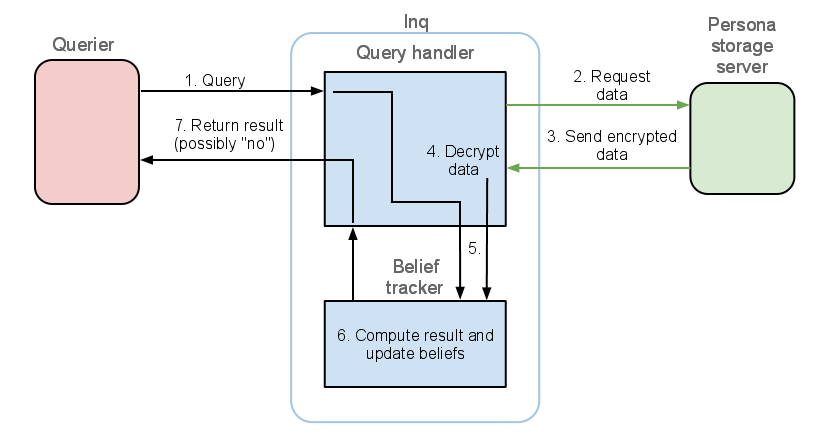 Inq
Querier
Query handler
Persona
storage
server
1. Query
2. Request
data
7. Return result
(possibly "no")
3. Send encrypted
data
4. Decrypt
data
5.
Belief
tracker
6. Compute result and
update beliefs